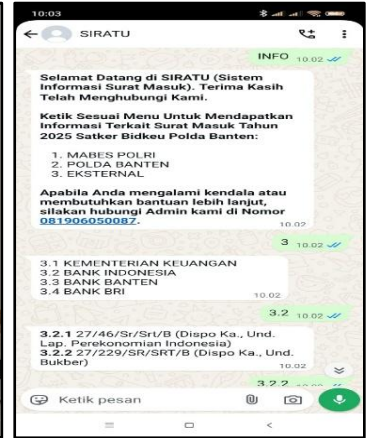 10:03
SIRATU
INFO 10.02
Selamat Datang di SIRATU (Sistem
Informasi Surat Masuk). Terima Kasih
Telah Menghubungi Kami.
Ketik Sesuai Menu Untuk Mendapatkan
Informasi Terkait Surat Masuk Tahun
2025 Satker Bidkeu Polda Banten:
1. MABES POLRI
2. POLDA BANTEN
3. EKSTERNAL
Apabila Anda mengalami kendala atau
membutuhkan bantuan lebih lanjut,
silakan hubungi Admin kami di Nomor
081906050087.
10.02
3 10.02
3.1 KEMENTERIAN KEUANGAN
3.2 BANK INDONESIA
3.3 BANK BANTEN
3.4 BANK BRI
10.02
3.2 10.02
3.2.1 27/46/Sr/Srt/B (Dispo Ka., Und.
Lap. Perekonomian Indonesia)
3.2.2 27/229/SR/SRT/B (Dispo Ka., Und.
Bukber)
10.02
3.2.2
Ketik pesan